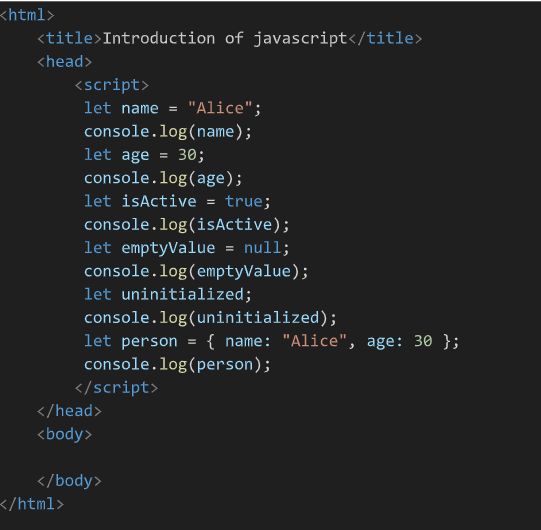 <html>
    <title>Introduction of javascript</title>
    <head>
        <script>
         let name = "Alice";
         console.log(name);
         let age = 30;
         console.log(age);
         let isActive = true;
         console.log(isActive);
         let emptyValue = null;
         console.log(emptyValue);
         let uninitialized;
         console.log(uninitialized);
         let person = { name: "Alice", age: 30 };
         console.log(person);
        </script>
    </head>
    <body>

    </body>
</html>